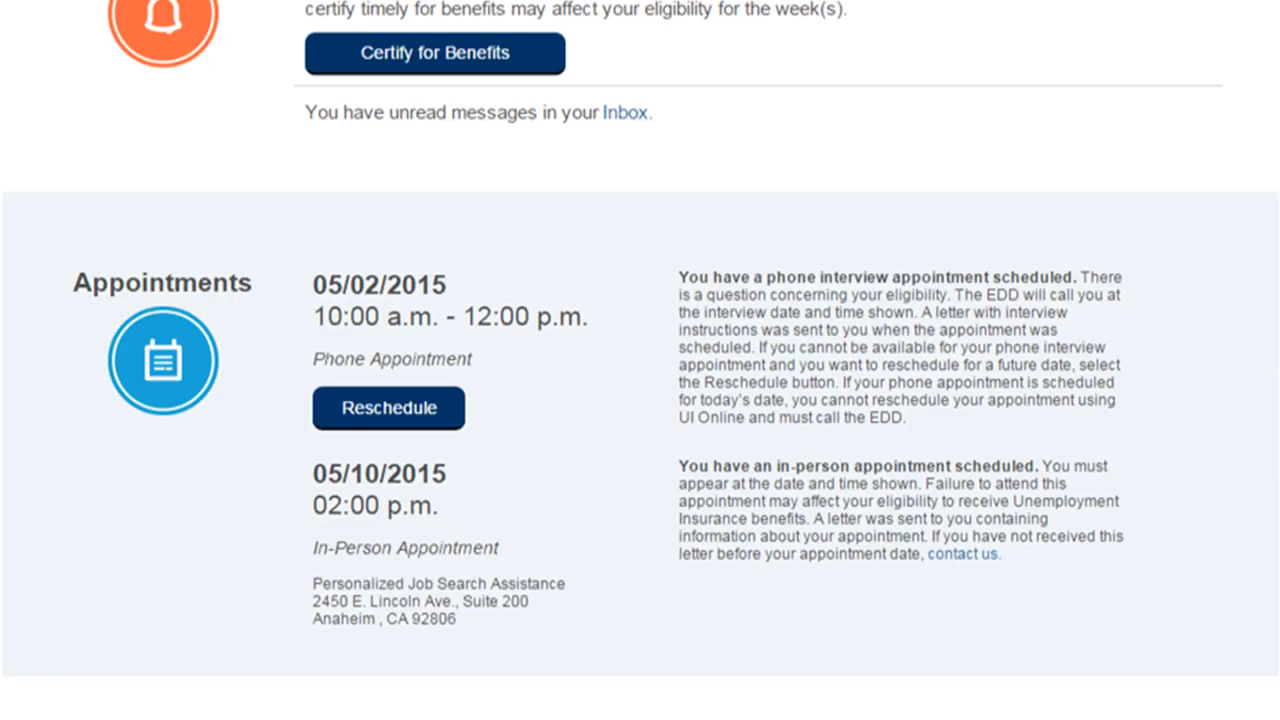 certify timely for benefits may affect your eligibility for the week(s).
Certify for Benefits
You have unread messages in your Inbox.
Appointments
05/02/2015
10:00 a.m. - 12:00 p.m.
Phone Appointment
Reschedule
You have a phone interview appointment scheduled. There
is a question concerning your eligibility. The EDD will call you at
the interview date and time shown. A letter with interview
instructions was sent to you when the appointment was
scheduled. If you cannot be available for your phone interview
appointment and you want to reschedule for a future date, select
the Reschedule button. If your phone appointment is scheduled
for today's date, you cannot reschedule your appointment using
UI Online and must call the EDD.
05/10/2015
02:00 p.m.
In-Person Appointment
Personalized Job Search Assistance
2450 E. Lincoln Ave., Suite 200
Anaheim , CA 92806
You have an in-person appointment scheduled. You must
appear at the date and time shown. Failure to attend this
appointment may affect your eligibility to receive Unemployment
Insurance benefits. A letter was sent to you containing
information about your appointment. If you have not received this
letter before your appointment date, contact us.